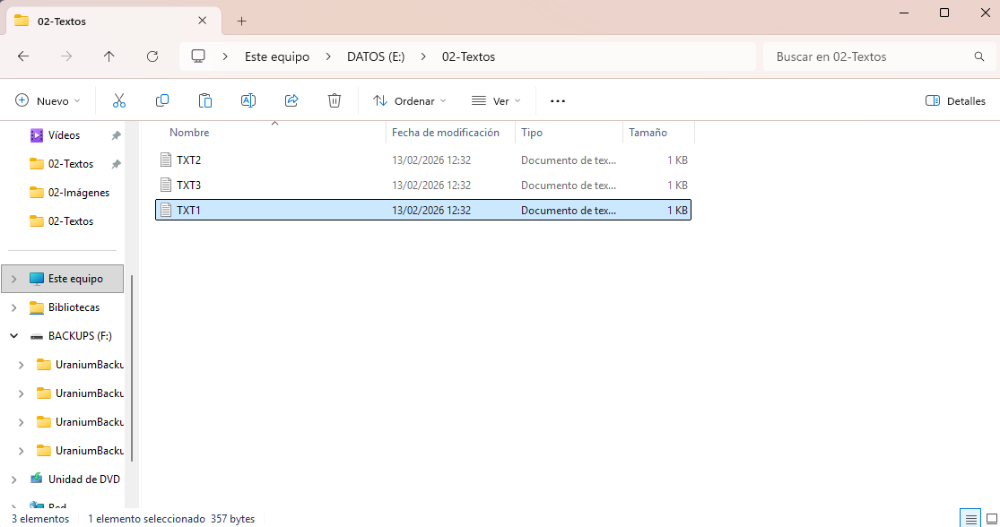 02-Textos
Este equipo > DATOS (E:) > 02-Textos
Buscar en 02-Textos
Nuevo
Ordenar
Ver
Detalles
Vídeos
02-Textos
02-Imágenes
02-Textos
Este equipo
Bibliotecas
BACKUPS (F:)
UraniumBacku
UraniumBacku
UraniumBacku
UraniumBacku
Unidad de DVD
Red
Nombre Fecha de modificación Tipo Tamaño
TXT2 13/02/2026 12:32 Documento de tex... 1 KB
TXT3 13/02/2026 12:32 Documento de tex... 1 KB
TXT1 13/02/2026 12:32 Documento de tex... 1 KB
3 elementos 1 elemento seleccionado 357 bytes